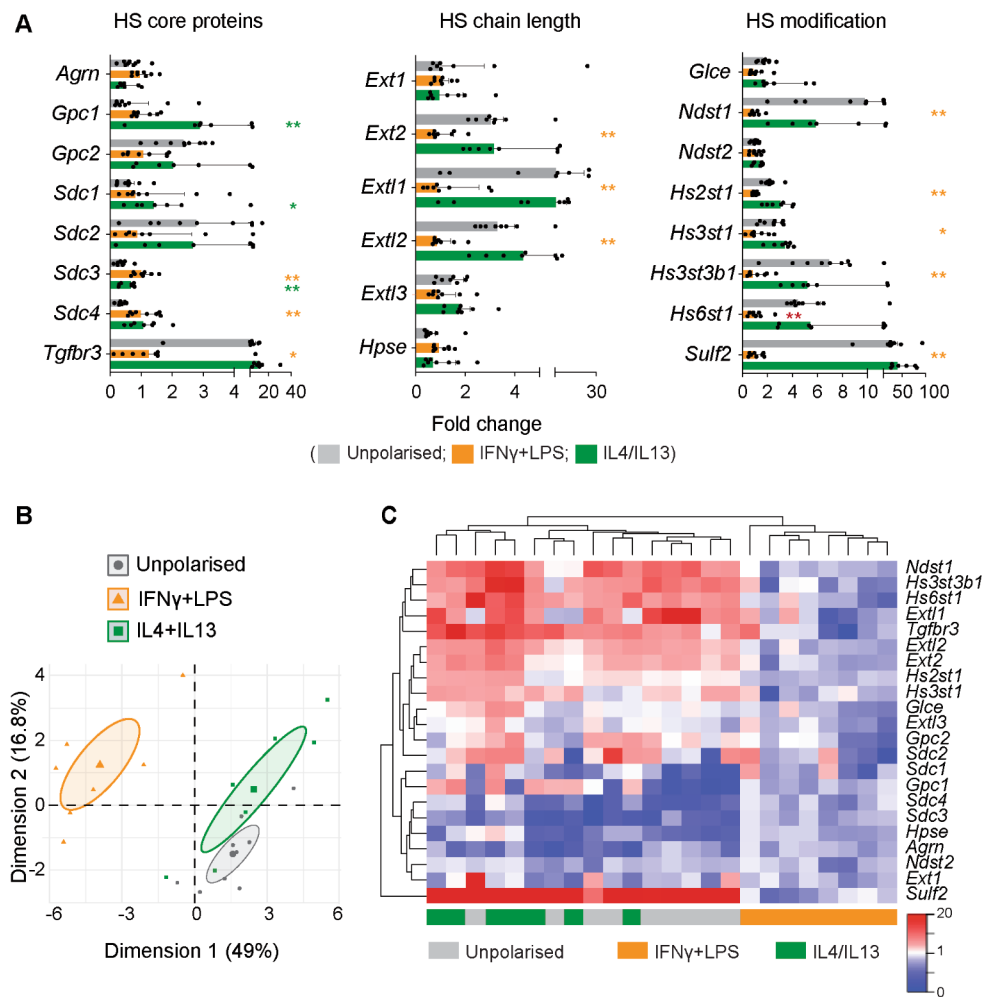 A
HS core proteins
HS chain length
HS modification
Agrn
Gpc1
**
Gpc2
Sdc1
*
Sdc2
Sdc3
**
**
Sdc4
**
Tgfbr3
*
0 1 2 3 4 20 40
Ext1
Ext2
**
Extl1
**
Extl2
**
Extl3
Hpse
0 2 4 30
Glce
Ndst1
**
Ndst2
Hs2st1
**
Hs3st1
*
Hs3st3b1
**
Hs6st1
**
Sulf2
**
0 2 4 6 8 10 50 100
Fold change
( Unpolarised; IFNγ+LPS; IL4/IL13)
B
Unpolarised
IFNγ+LPS
IL4+IL13
Dimension 2 (16.8%)
4
2
0
-2
-6 -3 0 3 6
Dimension 1 (49%)
C
Ndst1
Hs3st3b1
Hs6st1
Extl1
Tgfbr3
Extl2
Ext2
Hs2st1
Hs3st1
Glce
Extl3
Gpc2
Sdc2
Sdc1
Gpc1
Sdc4
Sdc3
Hpse
Agrn
Ndst2
Ext1
Sulf2
Unpolarised
IFNγ+LPS
IL4/IL13
20
1
0